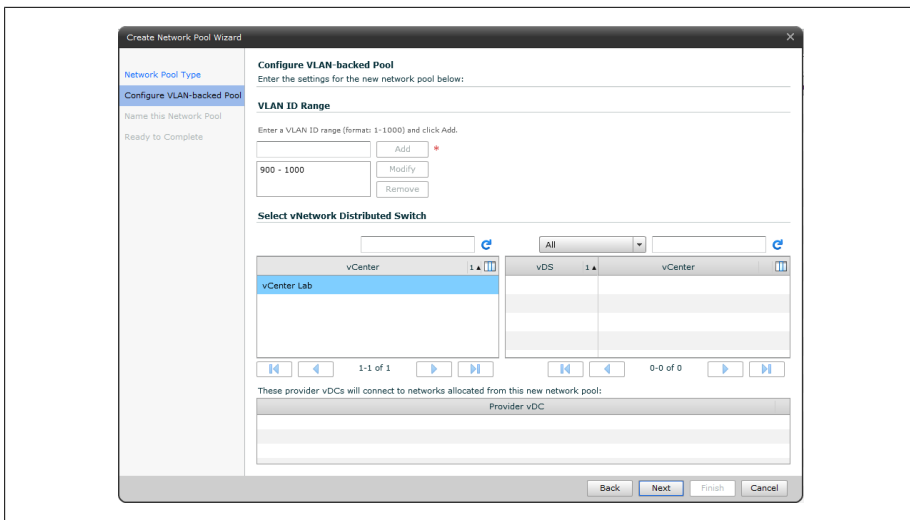 Create Network Pool Wizard
Network Pool Type
Configure VLAN-backed Pool
Name this Network Pool
Ready to Complete
Configure VLAN-backed Pool
Enter the settings for the new network pool below:
VLAN ID Range
Enter a VLAN ID range (format: 1-1000) and click Add.
Add *
900 - 1000
Modify
Remove
Select vNetwork Distributed Switch
All
vCenter 1▲
vCenter Lab
1-1 of 1
vDS 1▲ vCenter
0-0 of 0
These provider vDCs will connect to networks allocated from this new network pool:
Provider vDC
Back Next Finish Cancel